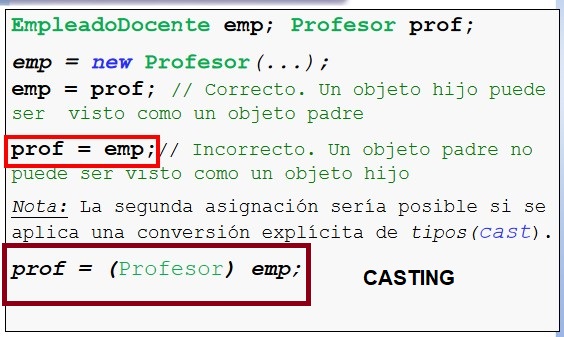 EmpleadoDocente emp; Profesor prof;
emp = new Profesor(...);
emp = prof; // Correcto. Un objeto hijo puede
ser visto como un objeto padre
prof = emp;// Incorrecto. Un objeto padre no
puede ser visto como un objeto hijo
Nota: La segunda asignación sería posible si se
aplica una conversión explícita de tipos(cast).
prof = (Profesor) emp;
CASTING